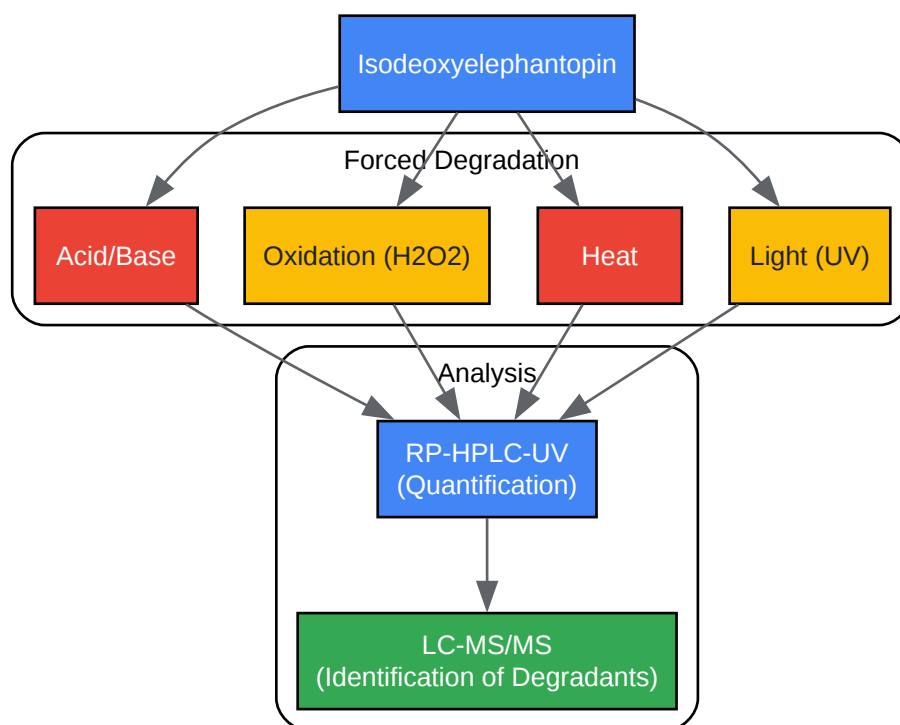 Isodeoxyelephantopin
Forced Degradation
Acid/Base
Oxidation (H2O2)
Heat
Light (UV)
Analysis
RP-HPLC-UV
(Quantification)
LC-MS/MS
(Identification of Degradants)